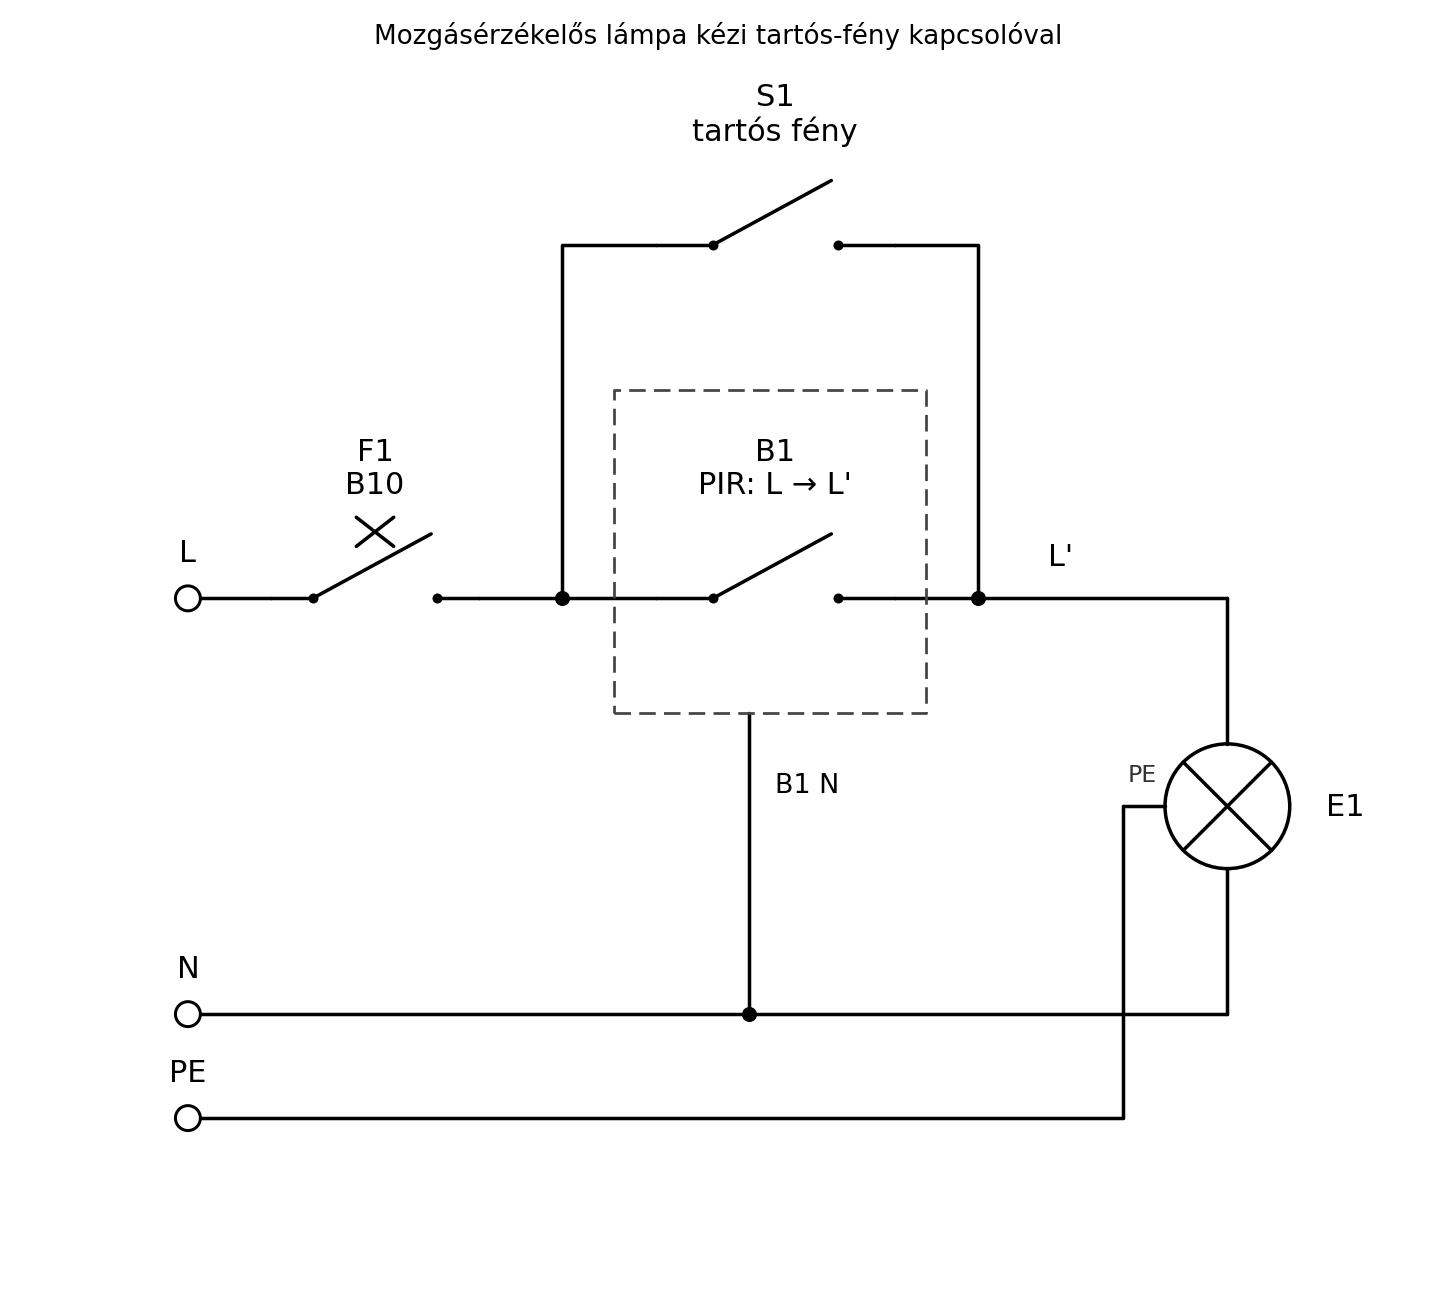 Mozgásérzékelős lámpa kézi tartós-fény kapcsolóval
S1
tartós fény
F1
B10
B1
PIR: L → L'
L
L'
PE
E1
B1 N
N
PE